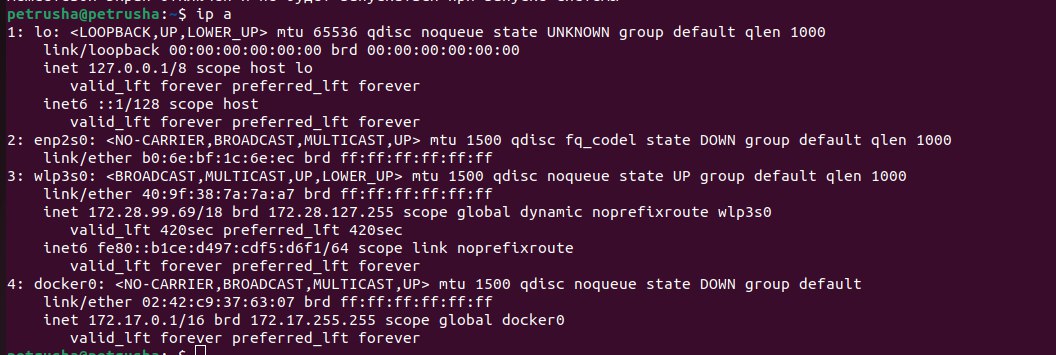 petrusha@petrusha:~$ ip a
1: lo: <LOOPBACK,UP,LOWER_UP> mtu 65536 qdisc noqueue state UNKNOWN group default qlen 1000
    link/loopback 00:00:00:00:00:00 brd 00:00:00:00:00:00
    inet 127.0.0.1/8 scope host lo
       valid_lft forever preferred_lft forever
    inet6 ::1/128 scope host
       valid_lft forever preferred_lft forever
2: enp2s0: <NO-CARRIER,BROADCAST,MULTICAST,UP> mtu 1500 qdisc fq_codel state DOWN group default qlen 1000
    link/ether b0:6e:bf:1c:6e:ec brd ff:ff:ff:ff:ff:ff
3: wlp3s0: <BROADCAST,MULTICAST,UP,LOWER_UP> mtu 1500 qdisc noqueue state UP group default qlen 1000
    link/ether 40:9f:38:7a:7a:a7 brd ff:ff:ff:ff:ff:ff
    inet 172.28.99.69/18 brd 172.28.127.255 scope global dynamic noprefixroute wlp3s0
       valid_lft 420sec preferred_lft 420sec
    inet6 fe80::b1ce:d497:cdf5:d6f1/64 scope link noprefixroute
       valid_lft forever preferred_lft forever
4: docker0: <NO-CARRIER,BROADCAST,MULTICAST,UP> mtu 1500 qdisc noqueue state DOWN group default
    link/ether 02:42:c9:37:63:07 brd ff:ff:ff:ff:ff:ff
    inet 172.17.0.1/16 brd 172.17.255.255 scope global docker0
       valid_lft forever preferred_lft forever
petrusha@petrusha:~$